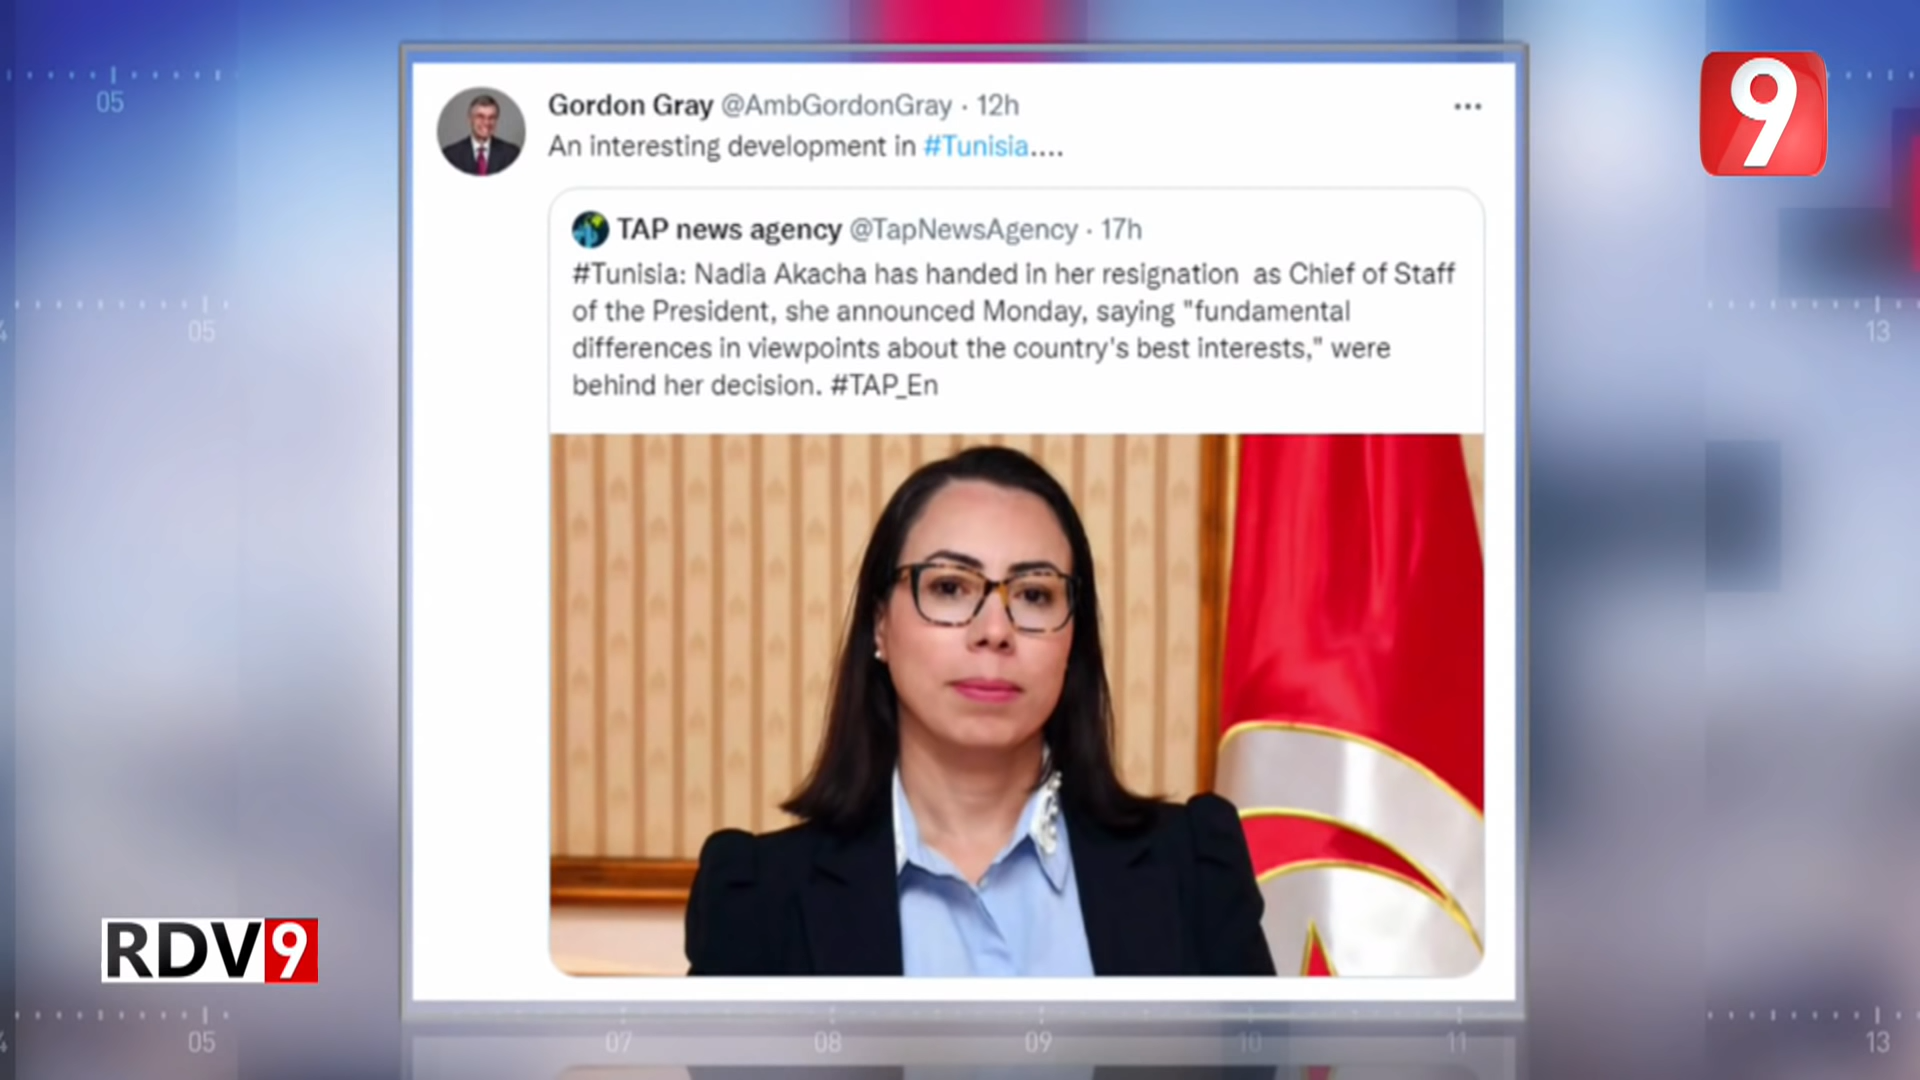 05
9
Gordon Gray @AmbGordonGray · 12h
An interesting development in #Tunisia....
TAP news agency @TapNewsAgency · 17h
#Tunisia: Nadia Akacha has handed in her resignation as Chief of Staff
of the President, she announced Monday, saying "fundamental
differences in viewpoints about the country's best interests," were
behind her decision. #TAP_En
05
13
RDV9
05
07
08
09
10
11
13